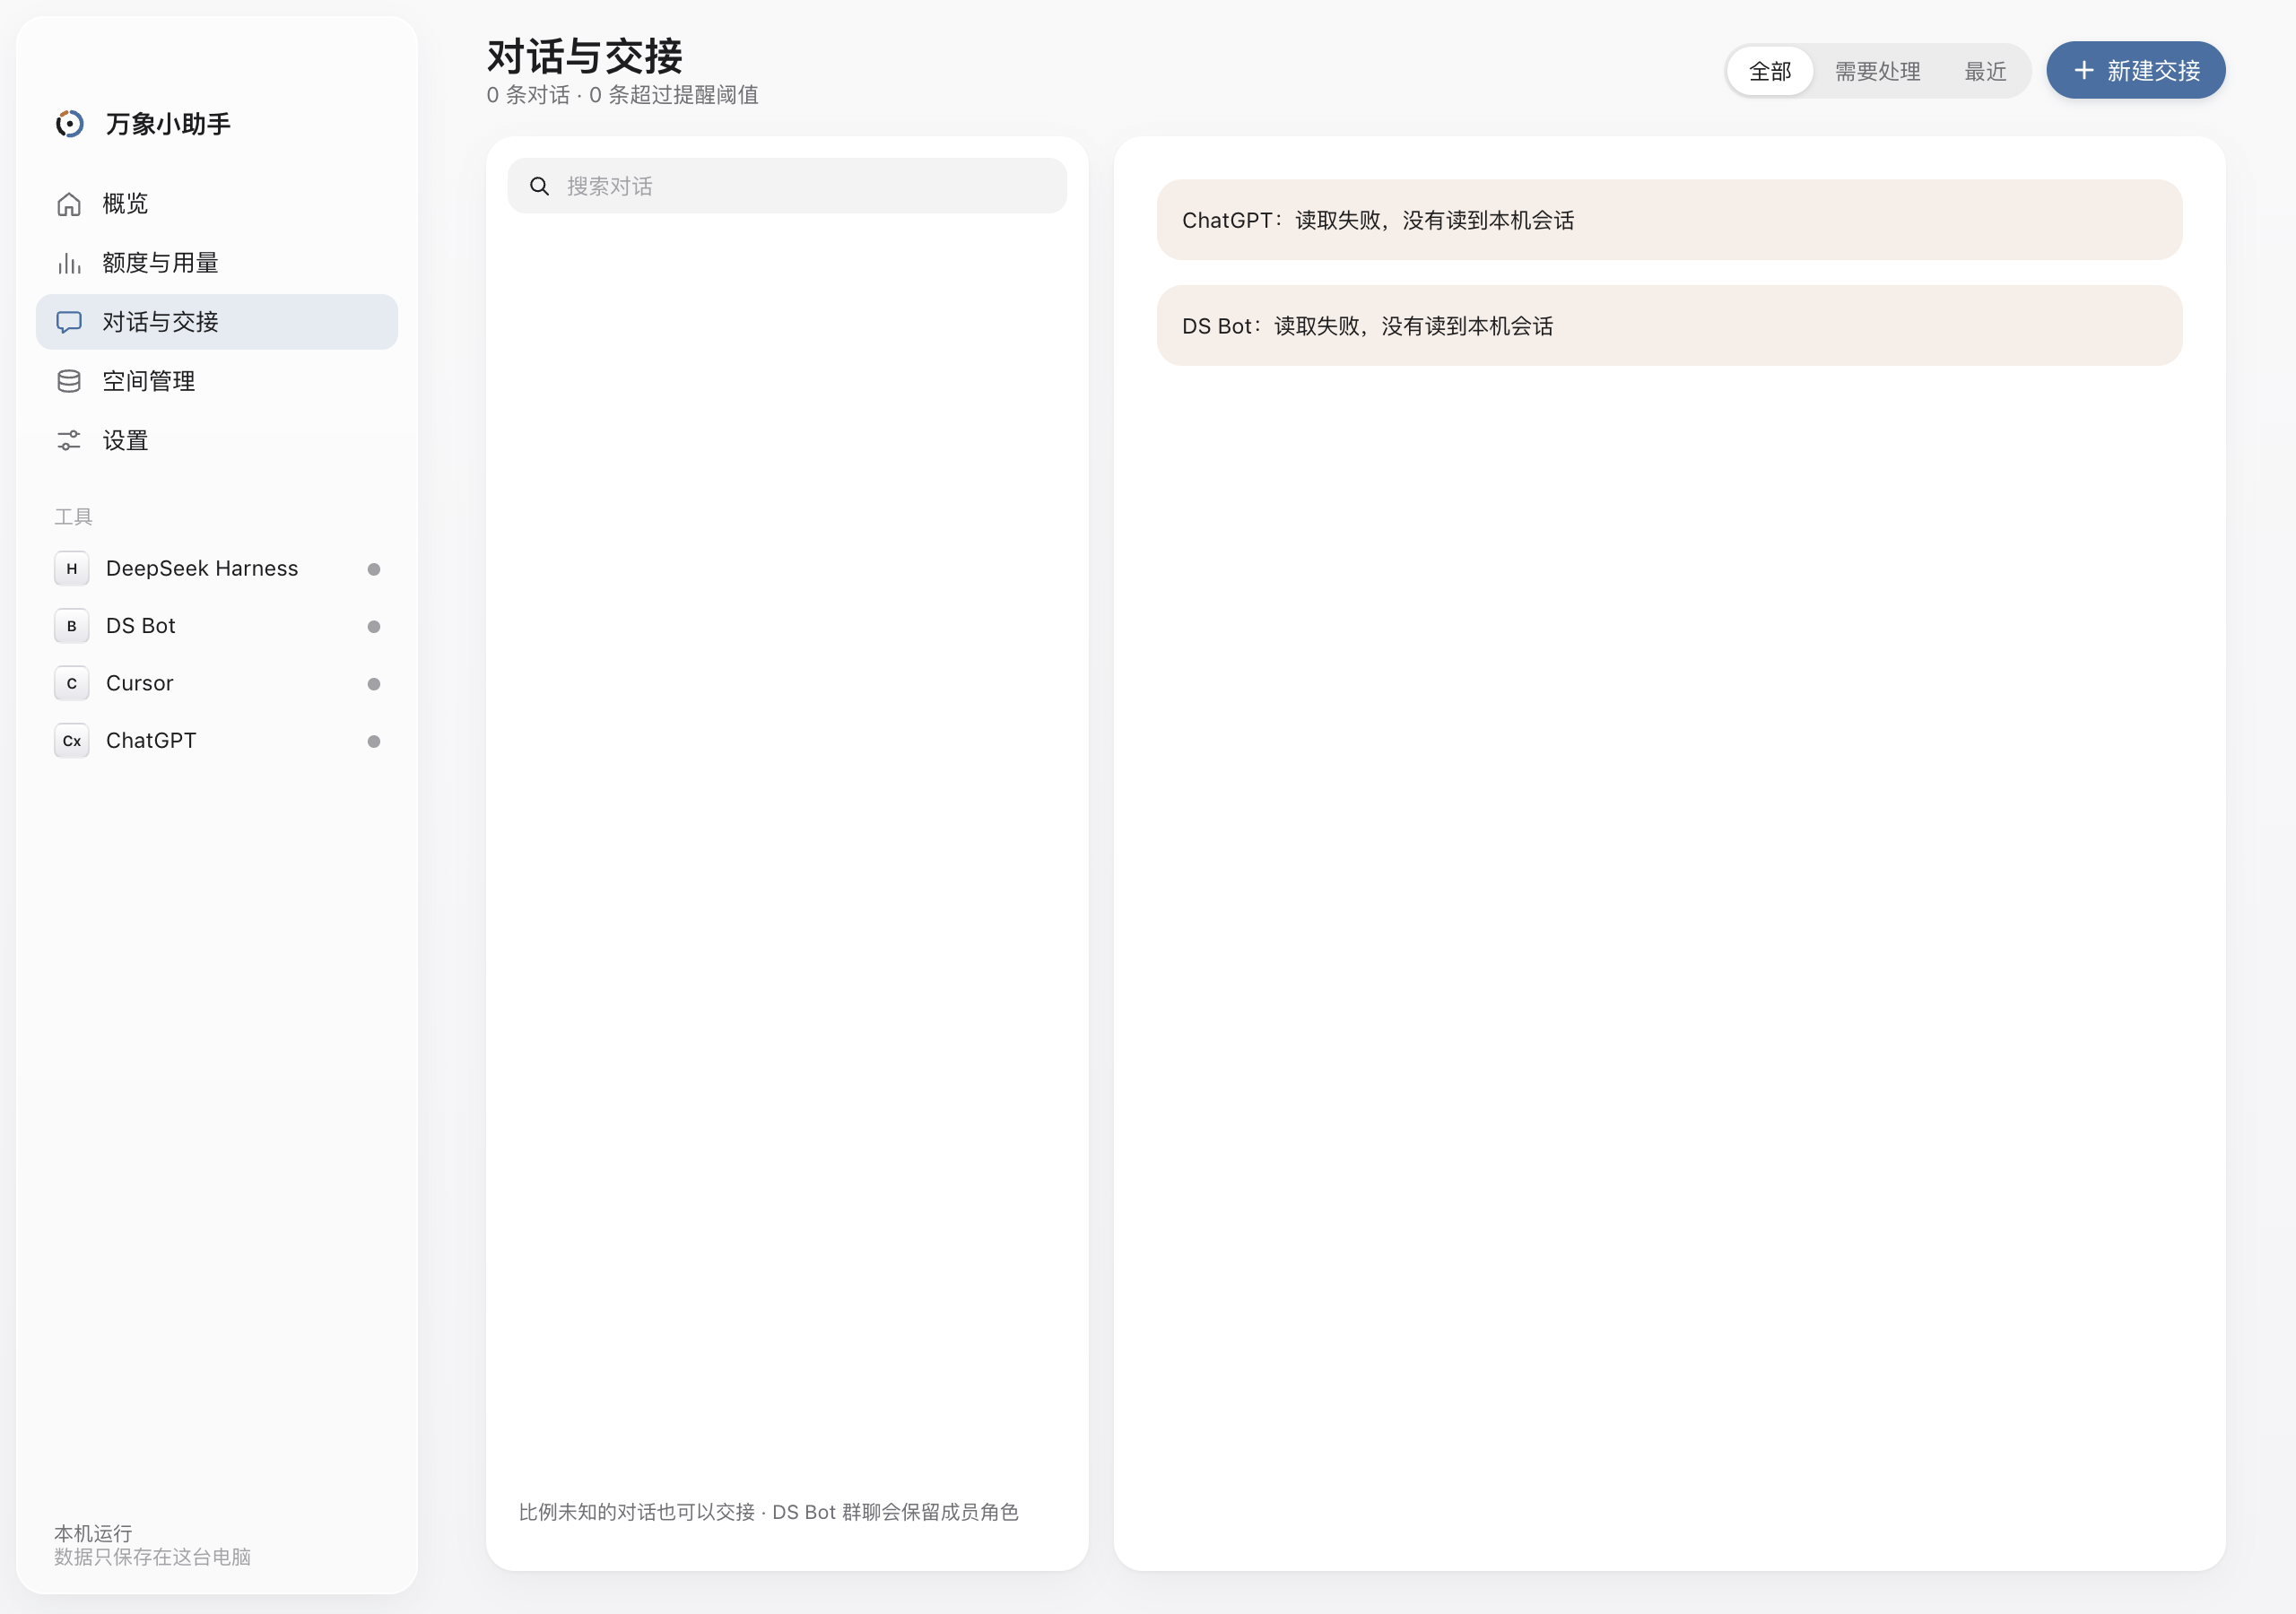 万象小助手
概览
额度与用量
对话与交接
空间管理
设置
工具
H DeepSeek Harness
B DS Bot
C Cursor
Cx ChatGPT
本机运行
数据只保存在这台电脑
对话与交接
0 条对话 · 0 条超过提醒阈值
全部 需要处理 最近 + 新建交接
搜索对话
比例未知的对话也可以交接 · DS Bot 群聊会保留成员角色
ChatGPT：读取失败，没有读到本机会话
DS Bot：读取失败，没有读到本机会话